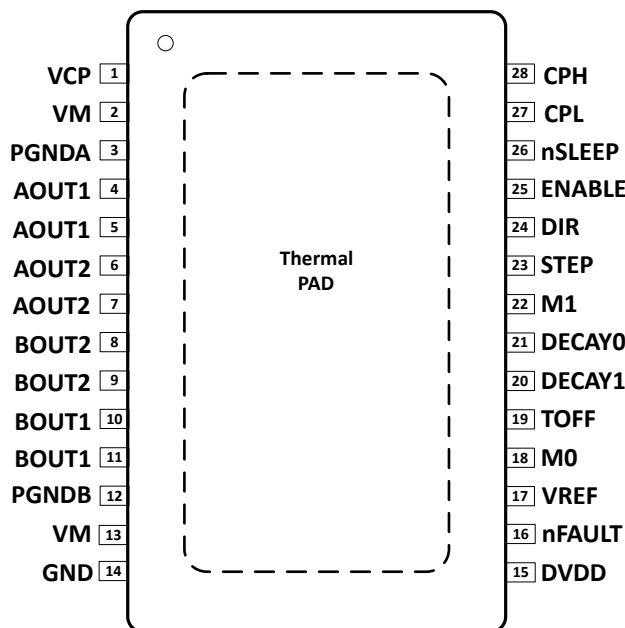 VCP 1
VM 2
PGNDA 3
AOUT1 4
AOUT1 5
AOUT2 6
AOUT2 7
BOUT2 8
BOUT2 9
BOUT1 10
BOUT1 11
PGNDB 12
VM 13
GND 14
Thermal
PAD
28 CPH
27 CPL
26 nSLEEP
25 ENABLE
24 DIR
23 STEP
22 M1
21 DECAY0
20 DECAY1
19 TOFF
18 M0
17 VREF
16 nFAULT
15 DVDD